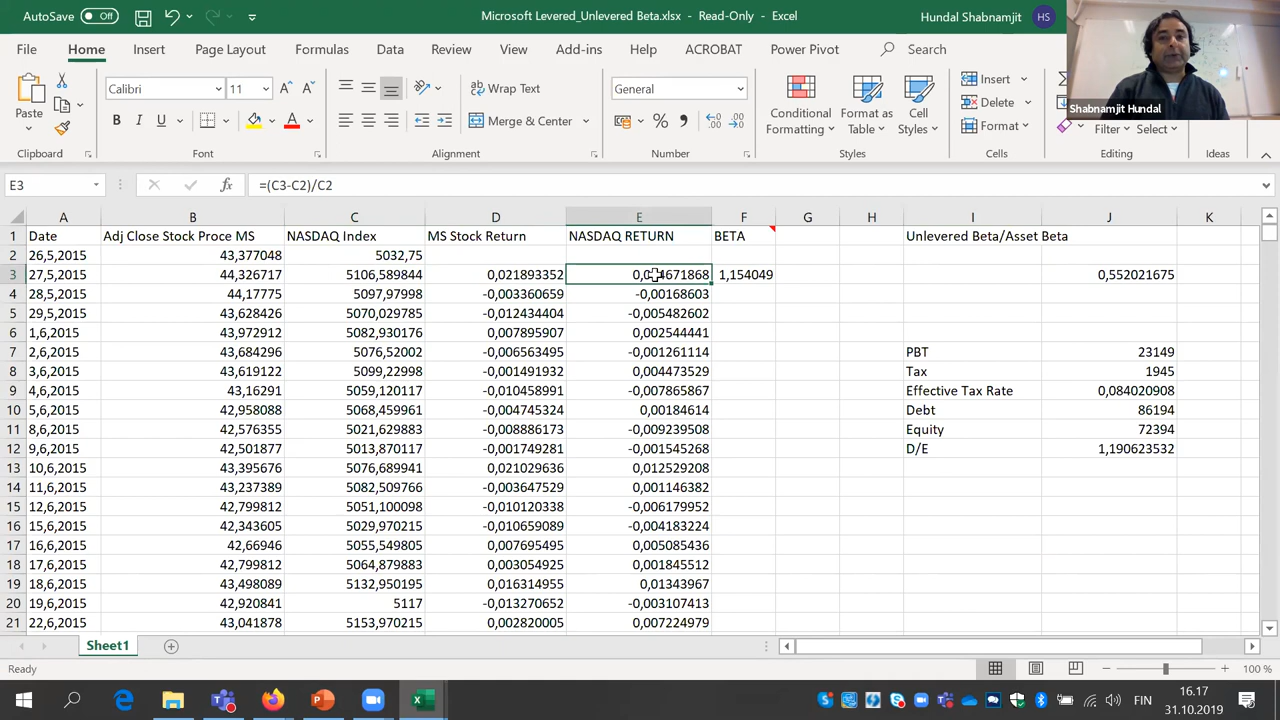 AutoSave Off Microsoft Levered_Unlevered Beta.xlsx - Read-Only - Excel Hundal Shabnamjit HS
File Home Insert Page Layout Formulas Data Review View Add-ins Help ACROBAT Power Pivot Search
Paste Calibri 11 Wrap Text General Conditional Formatting Format as Table Cell Styles Insert
B I U Merge & Center % Delete
Format Filter Select
Clipboard Font Alignment Number Styles Cells Editing Ideas
Shabnamjit Hundal
E3 fx =(C3-C2)/C2
A B C D E F G H I J K
1 Date Adj Close Stock Proce MS NASDAQ Index MS Stock Return NASDAQ RETURN BETA Unlevered Beta/Asset Beta
2 26,5,2015 43,377048 5032,75
3 27,5,2015 44,326717 5106,589844 0,021893352 1,154049 0,552021675
4 28,5,2015 44,17775 5097,97998 -0,003360659 -0,00168603
5 29,5,2015 43,628426 5070,029785 -0,012434404 -0,005482602
6 1,6,2015 43,972912 5082,930176 0,007895907 0,002544441
7 2,6,2015 43,684296 5076,52002 -0,006563495 -0,001261114 PBT 23149
8 3,6,2015 43,619122 5099,22998 -0,001491932 0,004473529 Tax 1945
9 4,6,2015 43,16291 5059,120117 -0,010458991 -0,007865867 Effective Tax Rate 0,084020908
10 5,6,2015 42,958088 5068,459961 -0,004745324 0,00184614 Debt 86194
11 8,6,2015 42,576355 5021,629883 -0,008886173 -0,009239508 Equity 72394
12 9,6,2015 42,501877 5013,870117 -0,001749281 -0,001545268 D/E 1,190623532
13 10,6,2015 43,395676 5076,689941 0,021029636 0,012529208
14 11,6,2015 43,237389 5082,509766 -0,003647529 0,001146382
15 12,6,2015 42,799812 5051,100098 -0,010120338 -0,006179952
16 15,6,2015 42,343605 5029,970215 -0,010659089 -0,004183224
17 16,6,2015 42,66946 5055,549805 0,007695495 0,005085436
18 17,6,2015 42,799812 5064,879883 0,003054925 0,001845512
19 18,6,2015 43,498089 5132,950195 0,016314955 0,01343967
20 19,6,2015 42,920841 5117 -0,013270652 -0,003107413
21 22,6,2015 43,041878 5153,970215 0,002820005 0,007224979
Sheet1
Ready 100 %
FIN 16.17
31.10.2019